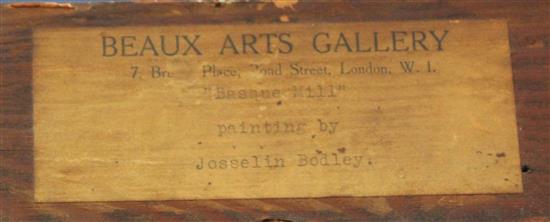 BEAUX ARTS GALLERY
7, Place, Street, London, W. 1.
"Basque Mill"
painting by
Josselin Bodley.